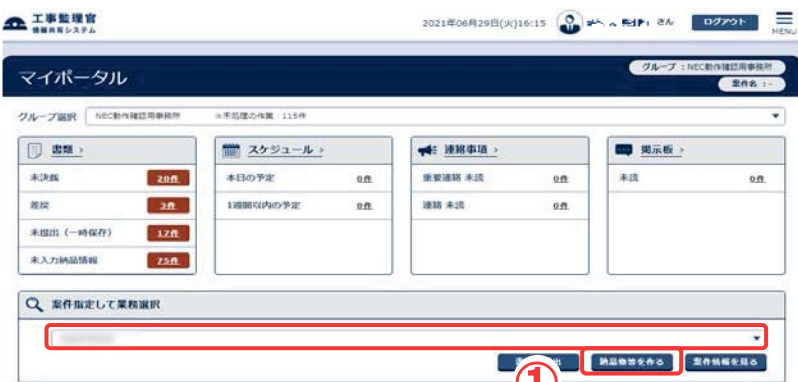 工事監理官
情報共有システム
2021年06月29日(火)16:15
さん
ログアウト
MENU
マイポータル
グループ：NEC動作確認用事務所
案件名：-
グループ選択
NEC動作確認用事務所 ※未処理の作業：115件
書類 >
未決裁 20件
差戻 3件
未提出（一時保存） 12件
未入力納品情報 75件
スケジュール >
本日の予定 0件
1週間以内の予定 0件
連絡事項 >
重要連絡 未読 0件
連絡 未読 0件
掲示板 >
未読 0件
案件指定して業務選択
①
納品物等を作る
案件情報を見る